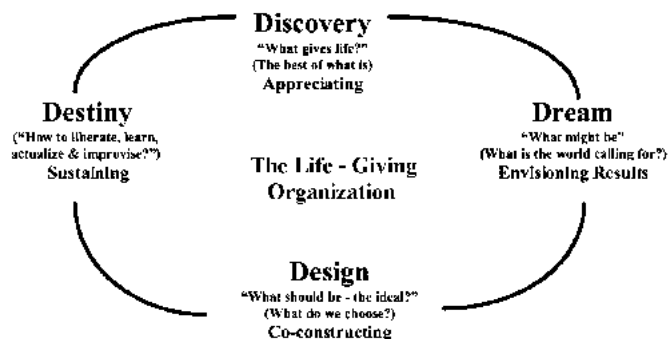 Discovery
"What gives life?"
(The best of what is)
Appreciating
Destiny
("How to liberate, learn,
actualize & improvise?")
Sustaining
Dream
"What might be"
(What is the world calling for?)
Envisioning Results
The Life - Giving
Organization
Design
"What should be - the ideal?"
(What do we choose?)
Co-constructing